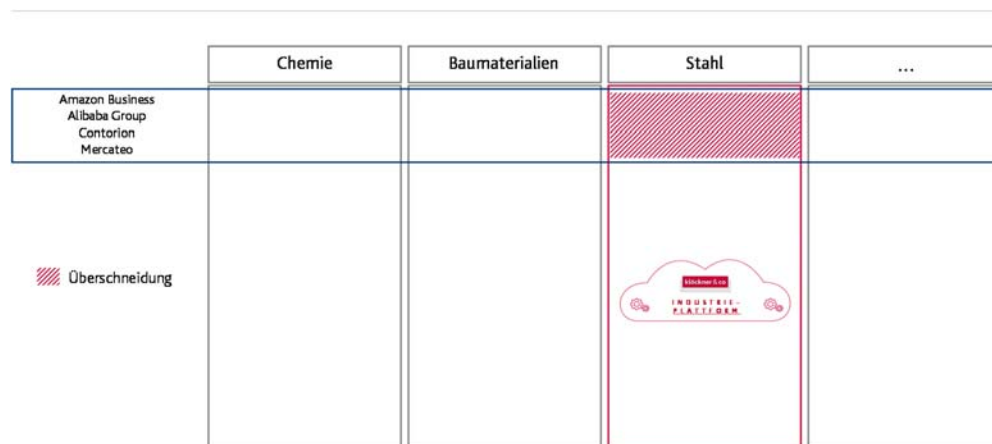 Chemie
Baumaterialien
Stahl
...
Amazon Business
Alibaba Group
Contorion
Mercateo
Überschneidung
klöckner & co
INDUSTRIE-
PLATTFORM